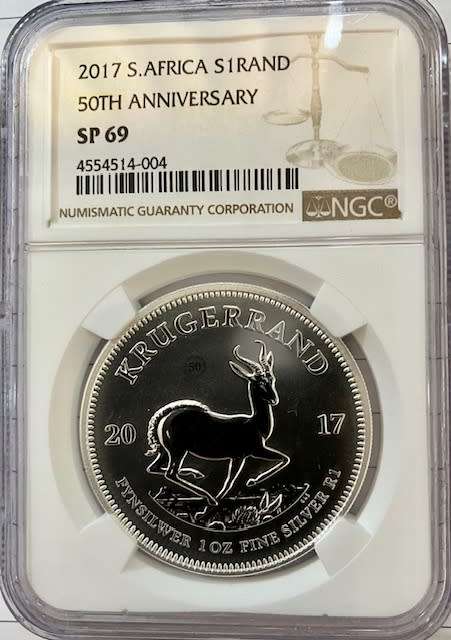 2017 S.AFRICA S1RAND
50TH ANNIVERSARY
SP 69
4554514-004
NUMISMATIC GUARANTY CORPORATION
NGC®
KRUGERRAND
50
20 17
FYNSILWER 1 OZ FINE SILVER R1